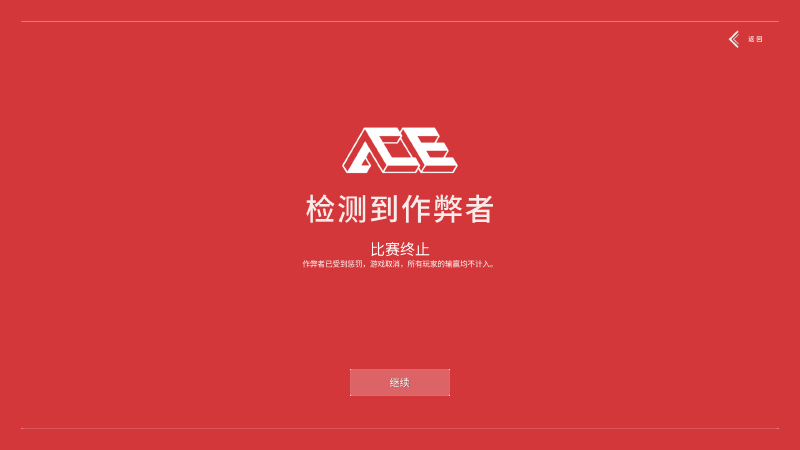 返回
ACE
检测到作弊者
比赛终止
作弊者已受到惩罚，游戏取消，所有玩家的输赢均不计入。
继续